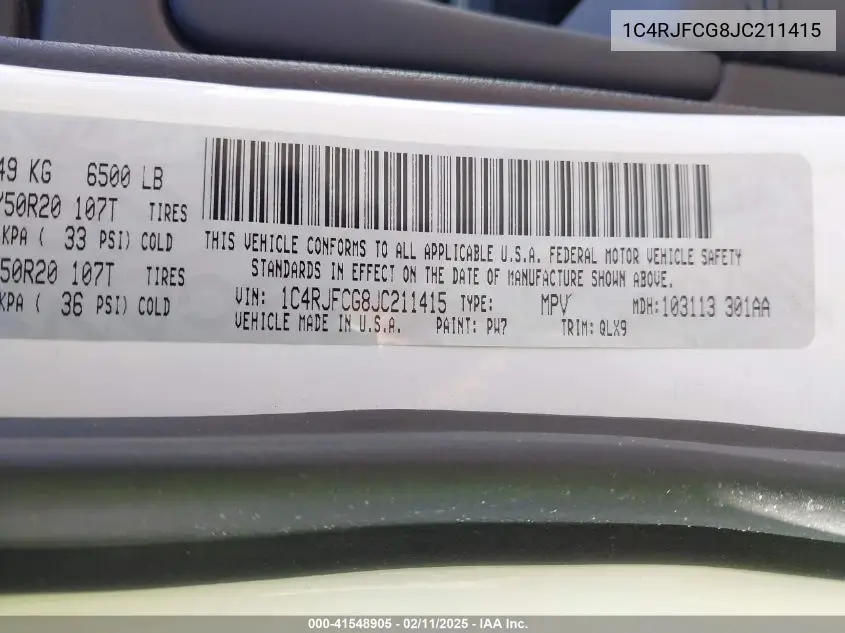 1C4RJFCG8JC211415
49 KG 6500 LB
/50R20 107T TIRES
KPA ( 33 PSI) COLD
50R20 107T TIRES
KPA ( 36 PSI) COLD
THIS VEHICLE CONFORMS TO ALL APPLICABLE U.S.A. FEDERAL MOTOR VEHICLE SAFETY
STANDARDS IN EFFECT ON THE DATE OF MANUFACTURE SHOWN ABOVE.
VIN: 1C4RJFCG8JC211415 TYPE: MPV MDH:103113 301AA
VEHICLE MADE IN U.S.A. PAINT: PW7 TRIM: QLX9
000-41548905 - 02/11/2025 - IAA Inc.